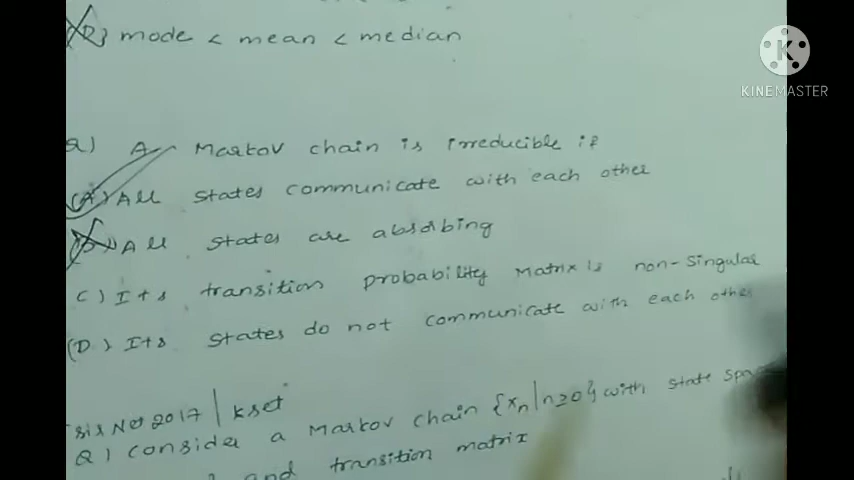 (D) mode < mean < median
KINEMASTER
Q) A Markov chain is irreducible if
(A) All states communicate with each other
(B) All states are absorbing
C) Its transition probability matrix is non-singular
(D.) Its states do not communicate with each other
Net 2017 | kset
Q) consider a Markov chain {Xn|n≥0} with state
and transition matrix